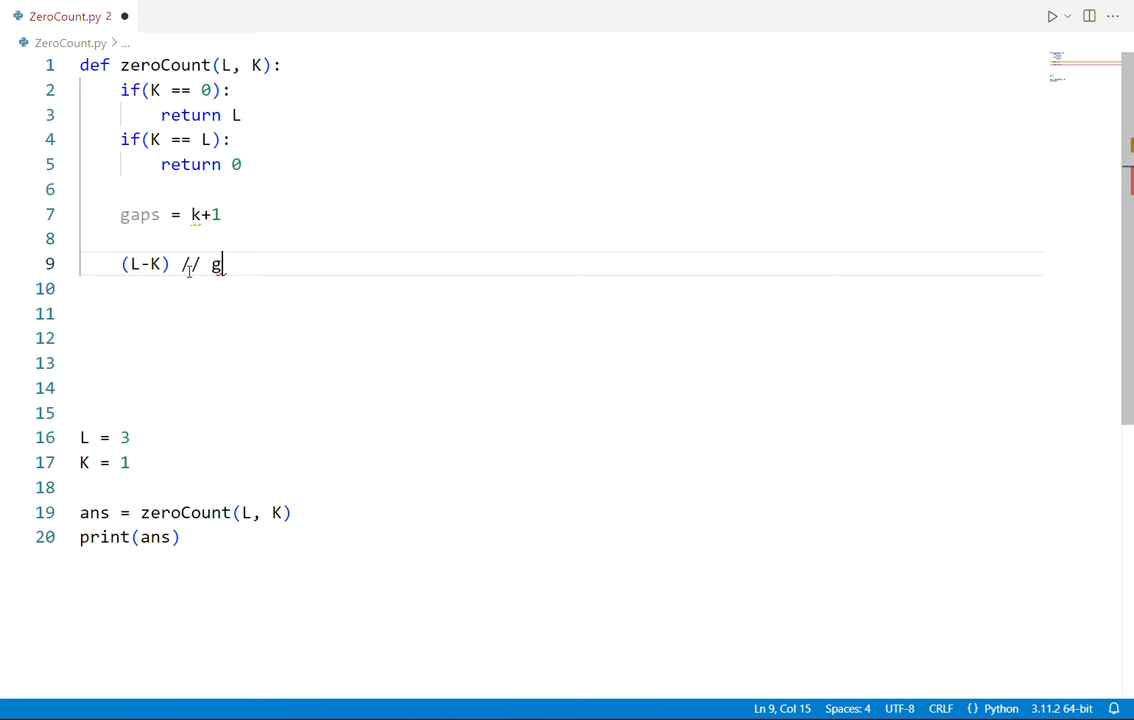 ZeroCount.py 2
ZeroCount.py > ...
1 def zeroCount(L, K):
2 if(K == 0):
3 return L
4 if(K == L):
5 return 0
6
7 gaps = k+1
8
9 (L-K) // g
10
11
12
13
14
15
16 L = 3
17 K = 1
18
19 ans = zeroCount(L, K)
20 print(ans)
Ln 9, Col 15 Spaces: 4 UTF-8 CRLF {} Python 3.11.2 64-bit